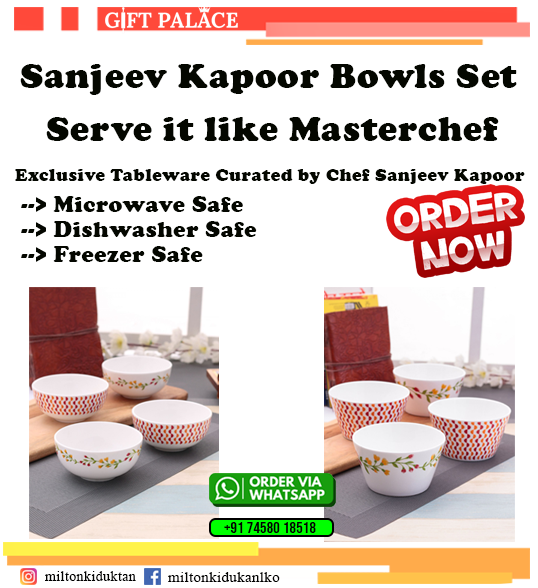 GIFT PALACE
Sanjeev Kapoor Bowls Set
Serve it like Masterchef
Exclusive Tableware Curated by Chef Sanjeev Kapoor
--> Microwave Safe
--> Dishwasher Safe
--> Freezer Safe
ORDER
NOW
ORDER VIA
WHATSAPP
+91 74580 18518
miltonkiduktan
miltonkidukanlko